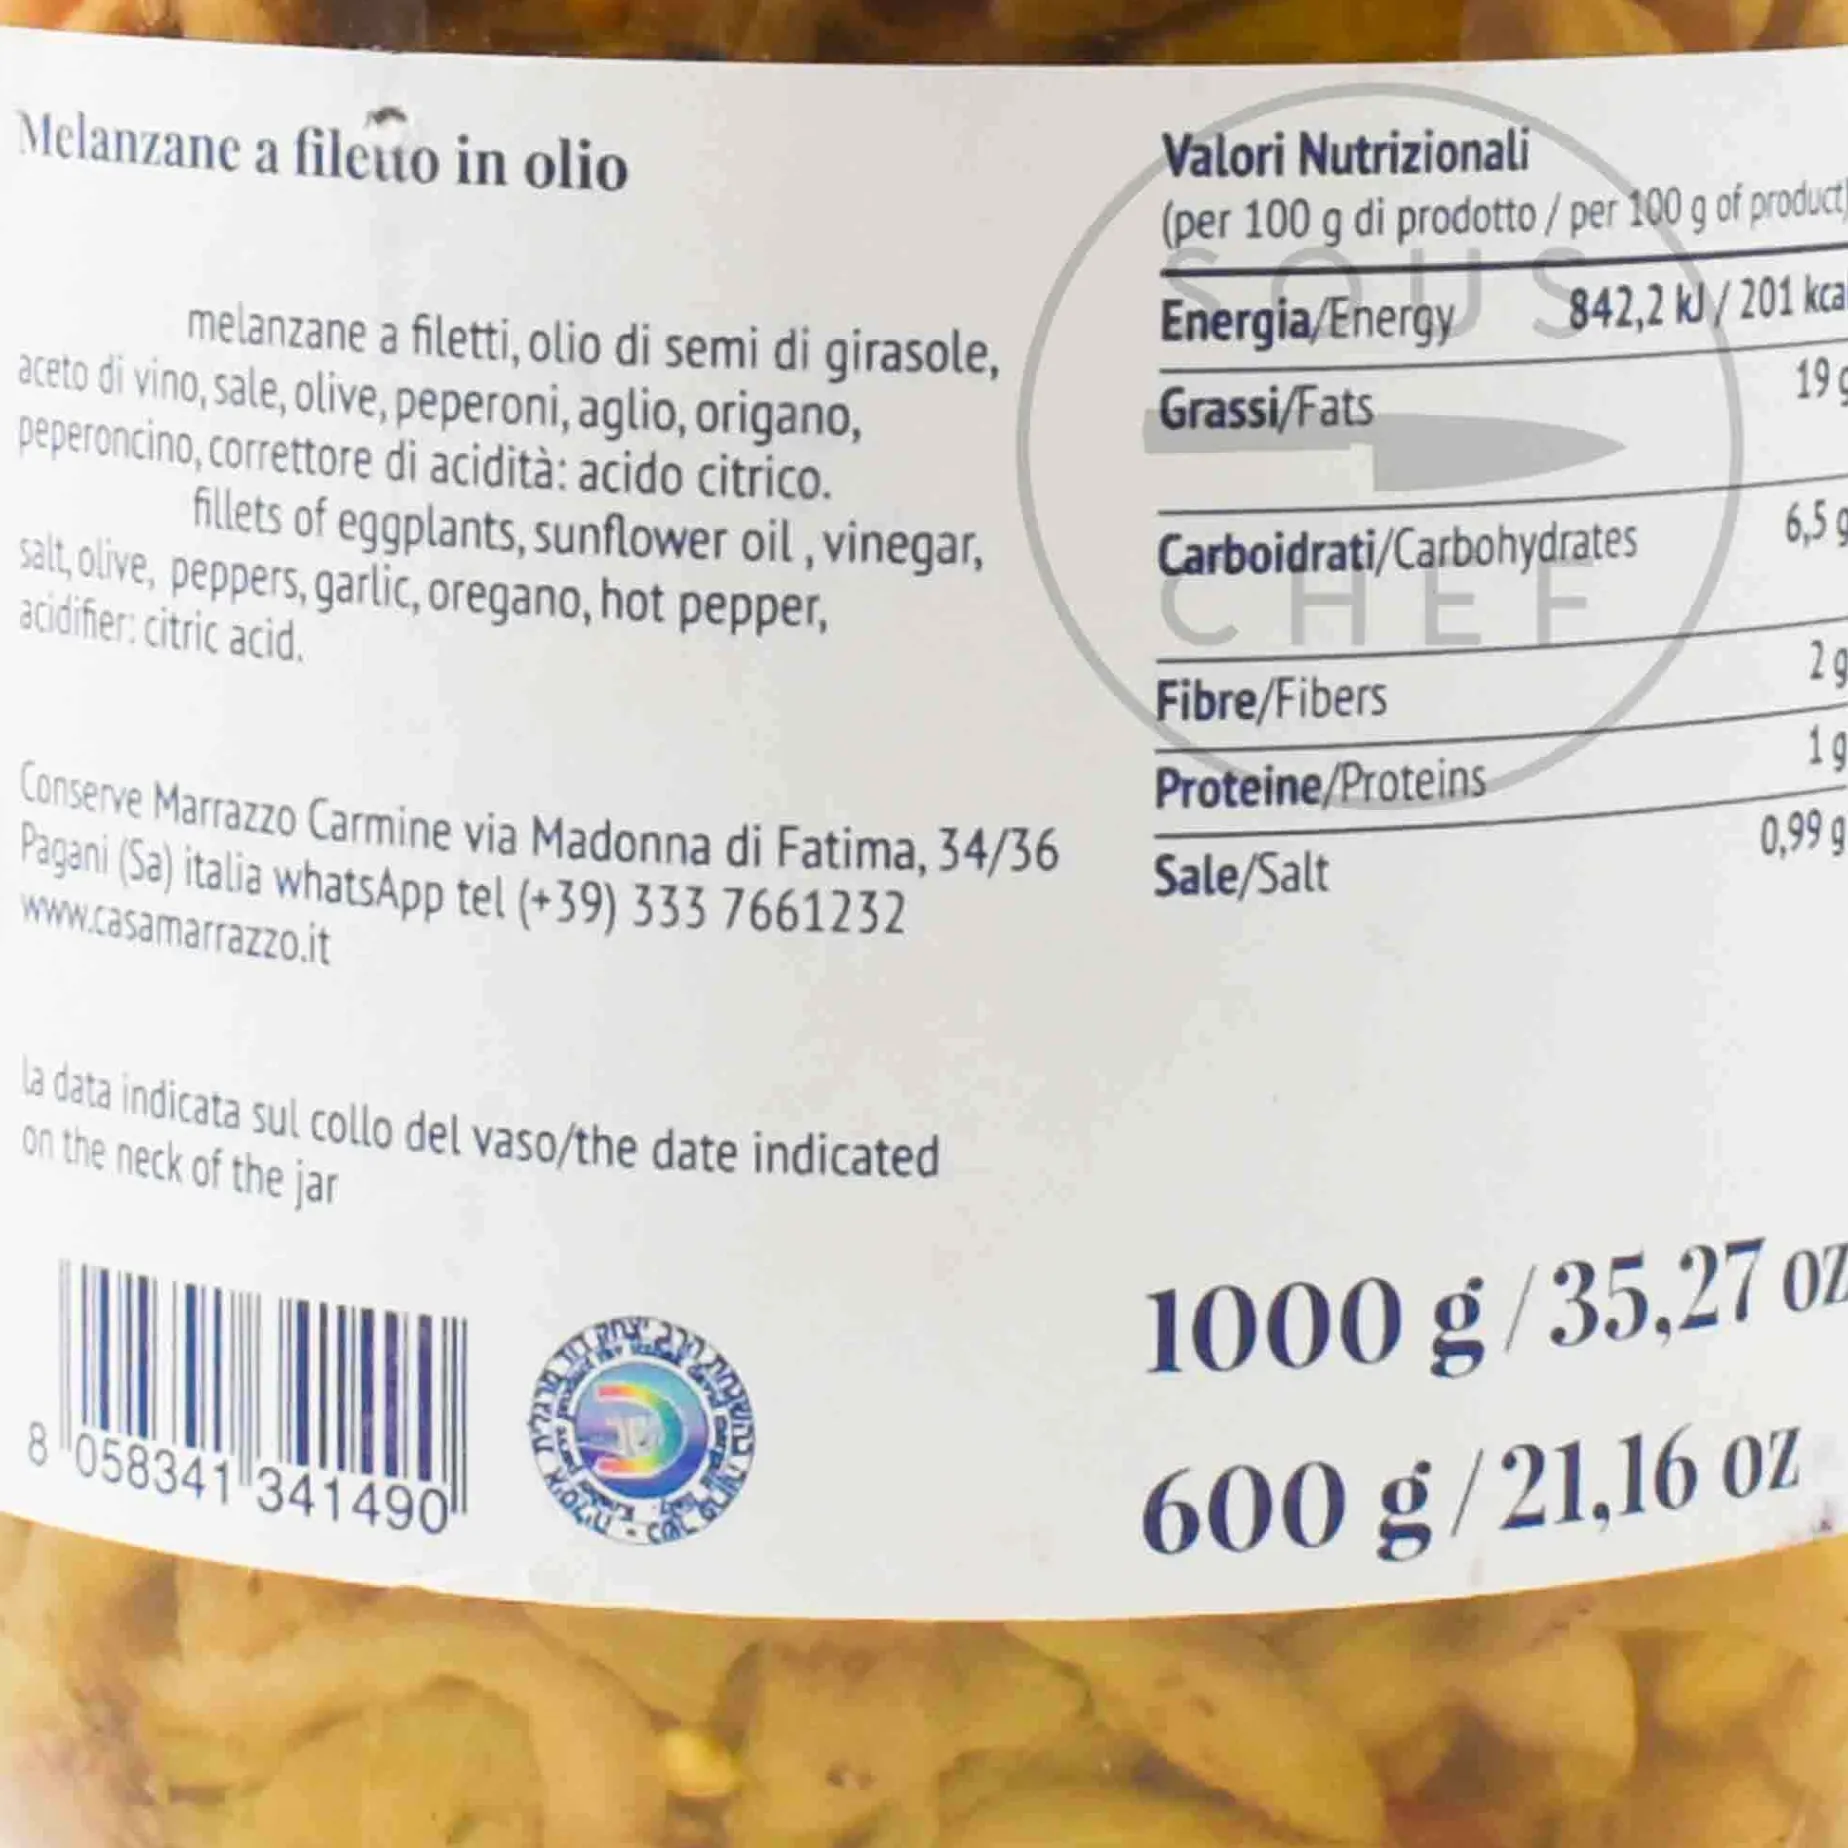 Melanzane a filetto in olio
melanzane a filetti, olio di semi di girasole,
aceto di vino, sale, olive, peperoni, aglio, origano,
peperoncino, correttore di acidità: acido citrico.
fillets of eggplants, sunflower oil , vinegar,
salt, olive, peppers, garlic, oregano, hot pepper,
acidifier: citric acid.
Conserve Marrazzo Carmine via Madonna di Fatima, 34/36
Pagani (Sa) italia whatsApp tel (+39) 333 7661232
www.casamarrazzo.it
la data indicata sul collo del vaso/the date indicated
on the neck of the jar
8 058341 341490
Valori Nutrizionali
(per 100 g di prodotto / per 100 g of product)
Energia/Energy 842,2 kJ / 201 kca
Grassi/Fats 19 g
Carboidrati/Carbohydrates 6,5 g
Fibre/Fibers 2 g
Proteine/Proteins 1 g
Sale/Salt 0,99 g
SOUS
CHEF
1000 g / 35,27 oz
600 g / 21,16 oz